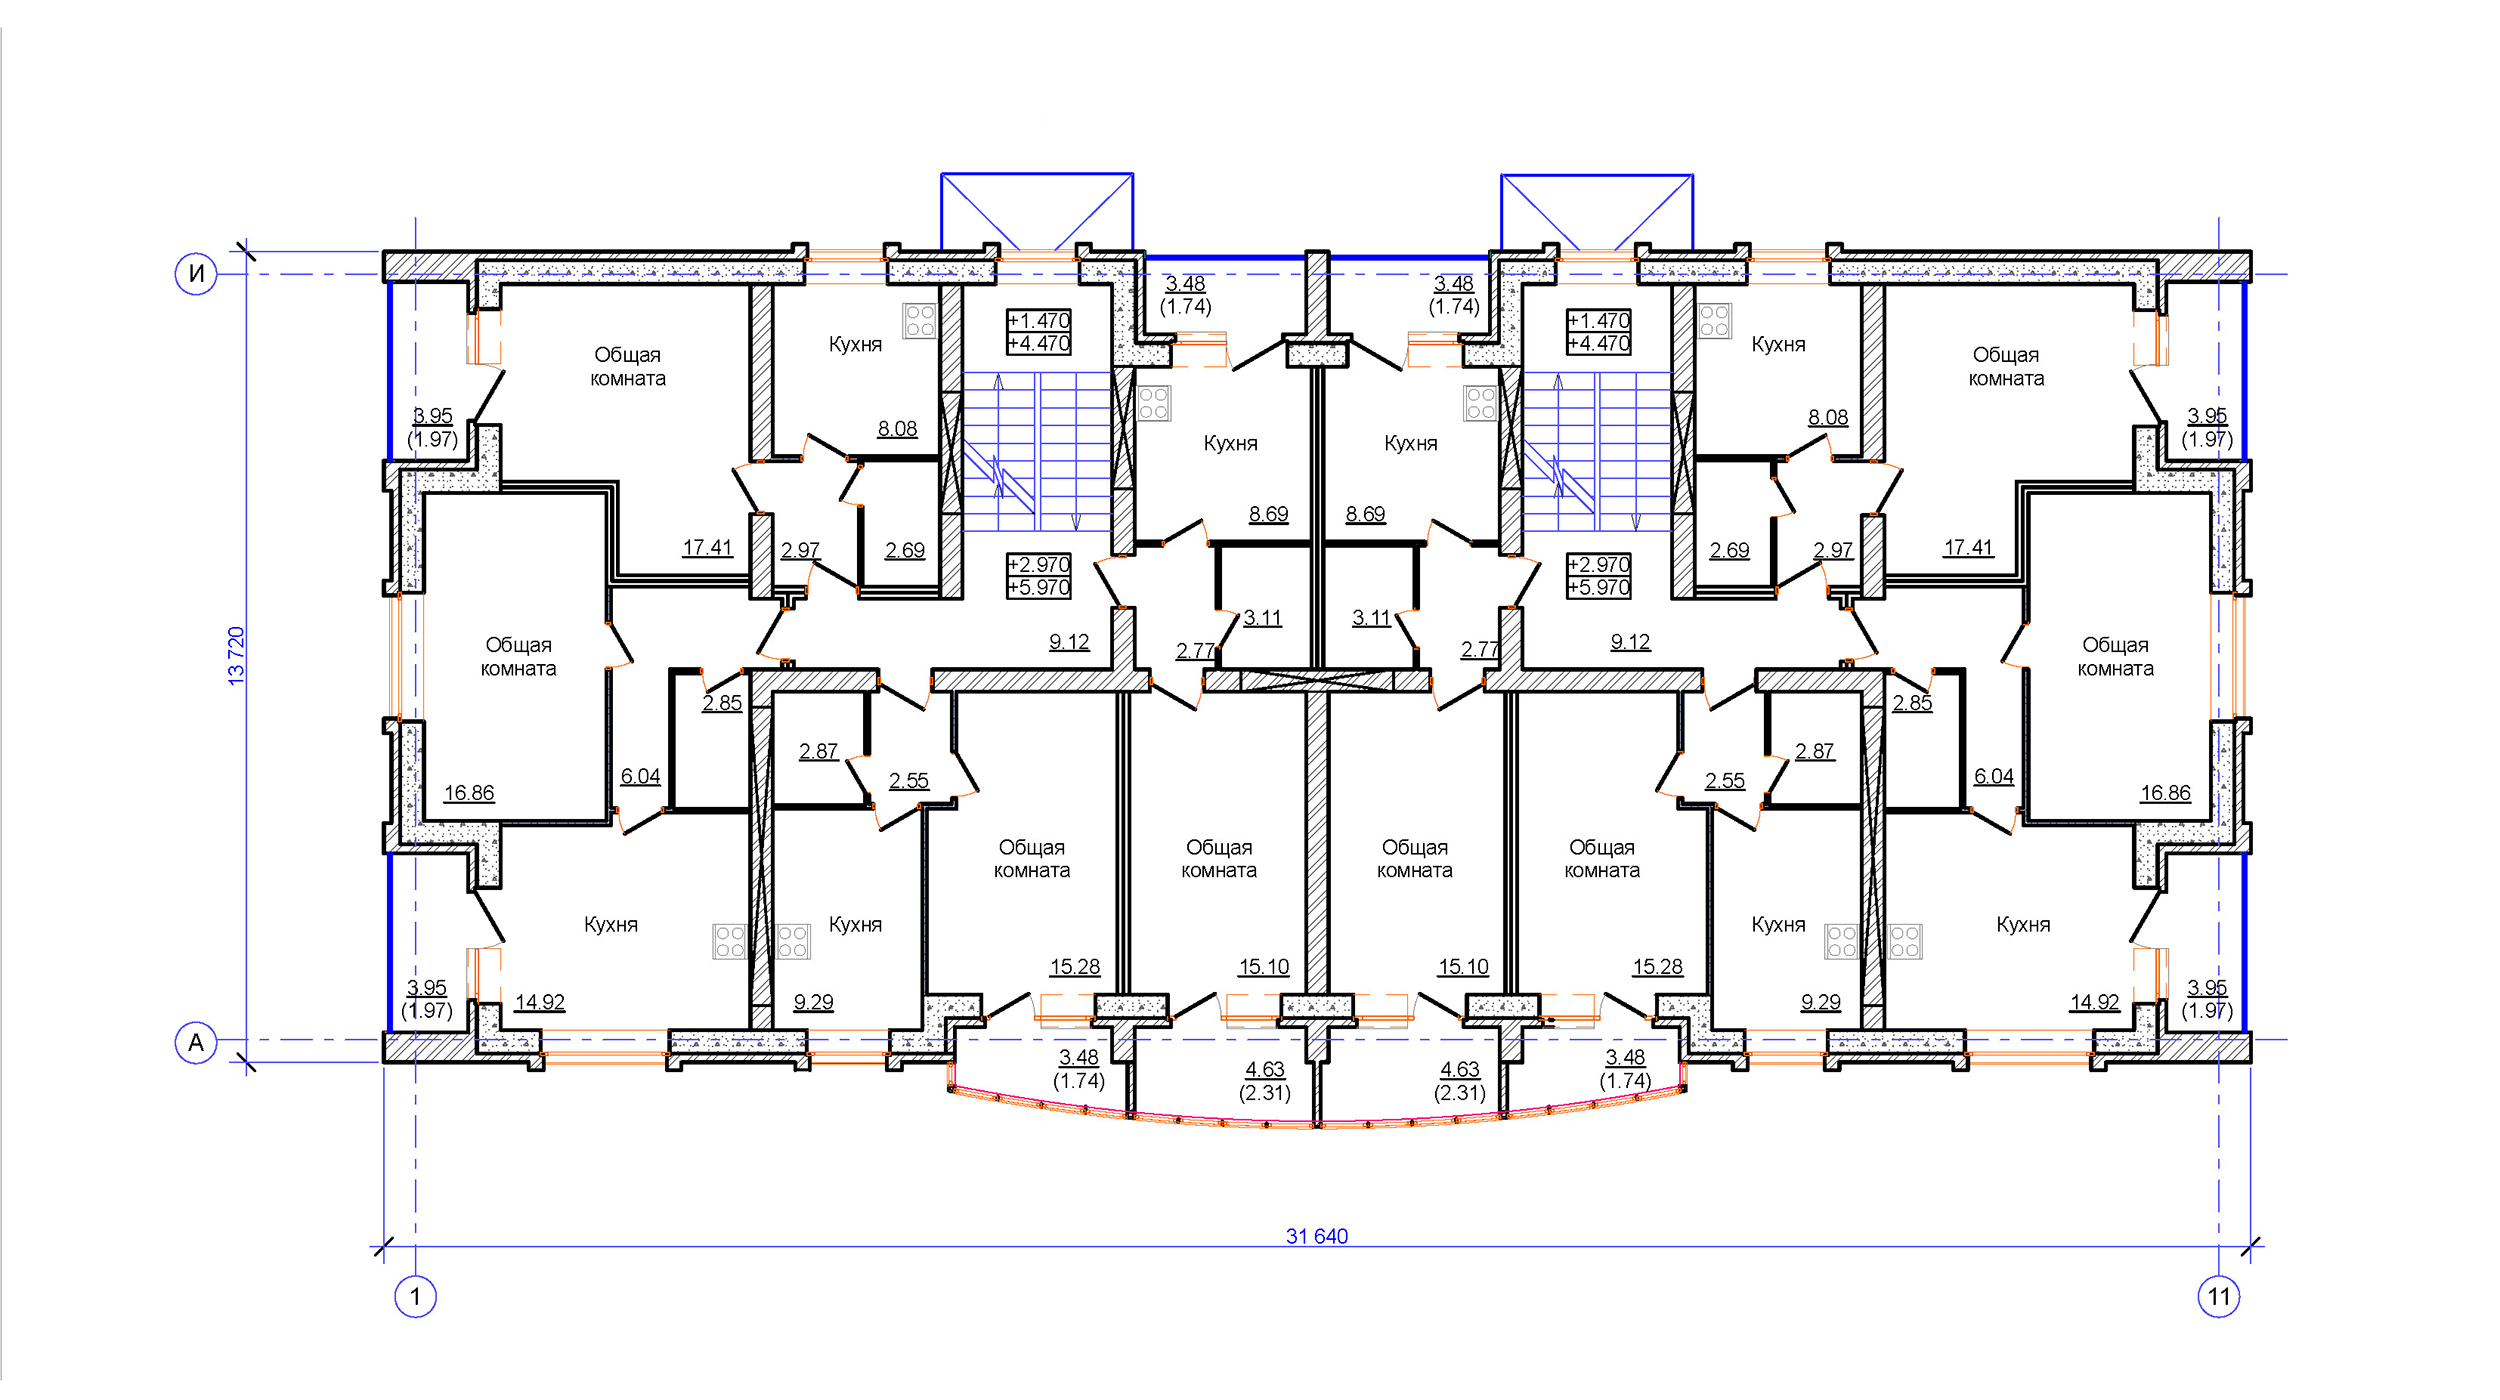 И
3.48
(1.74)
3.48
(1.74)
+1.470
+4.470
+1.470
+4.470
Общая
комната
Кухня
Кухня
Общая
комната
3.95
(1.97)
8.08
Кухня
Кухня
8.08
3.95
(1.97)
17.41
2.97
2.69
8.69
8.69
2.69
2.97
17.41
+2.970
+5.970
+2.970
+5.970
13 720
Общая
комната
9.12
3.11
2.77
3.11
2.77
9.12
Общая
комната
2.85
2.85
16.86
6.04
2.87
2.55
2.55
2.87
6.04
16.86
Общая
комната
Общая
комната
Общая
комната
Общая
комната
Кухня
Кухня
Кухня
Кухня
3.95
(1.97)
14.92
9.29
15.28
15.10
15.10
15.28
9.29
14.92
3.95
(1.97)
А
3.48
(1.74)
4.63
(2.31)
4.63
(2.31)
3.48
(1.74)
31 640
1
11